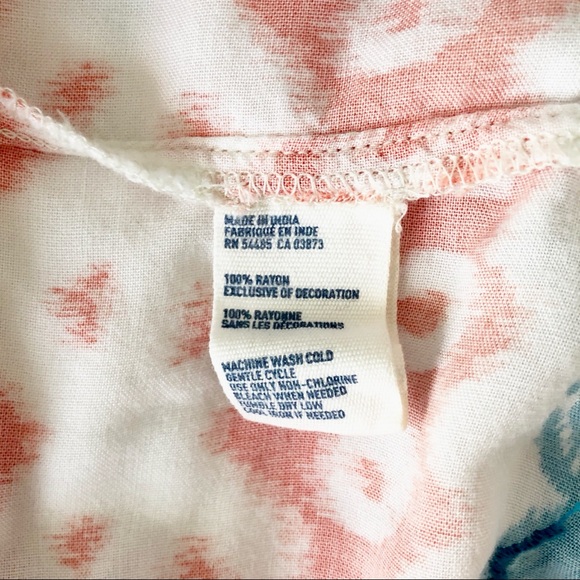 MADE IN INDIA
FABRIQUÉ EN INDE
RN 54485 CA 03873
100% RAYON
EXCLUSIVE OF DECORATION
100% RAYONNE
SANS LES DÉCORATIONS
MACHINE WASH COLD
GENTLE CYCLE
USE ONLY NON-CHLORINE
BLEACH WHEN NEEDED
TUMBLE DRY LOW
COOL IRON IF NEEDED